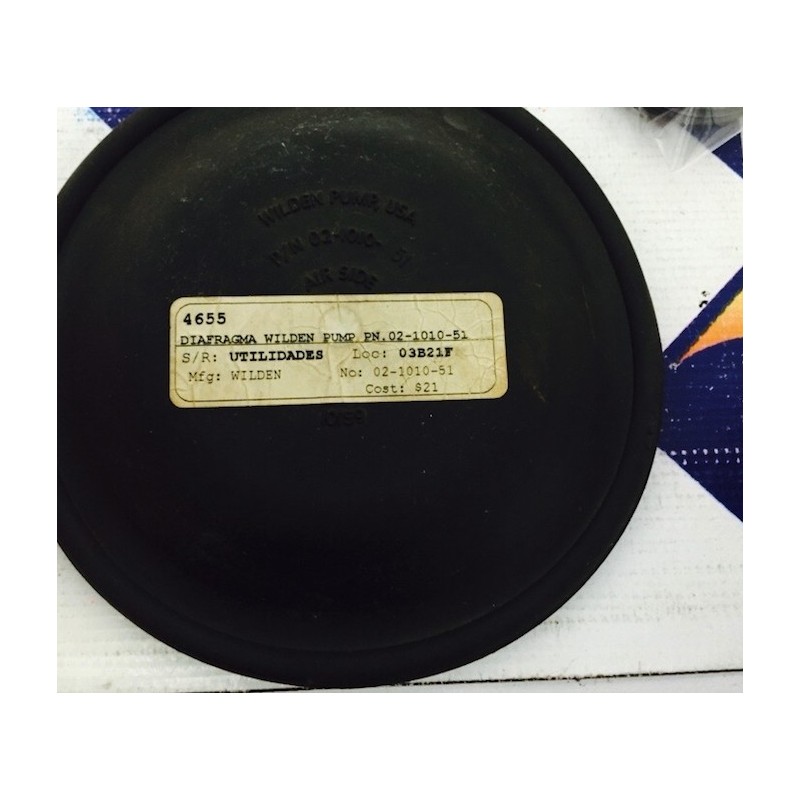 WILDEN PUMP, USA
P/N 02-1010- 51
AIR SIDE
4655
DIAFRAGMA WILDEN PUMP PN.02-1010-51
S/R: UTILIDADES Loc: 03B21F
Mfg: WILDEN No: 02-1010-51
Cost: $21